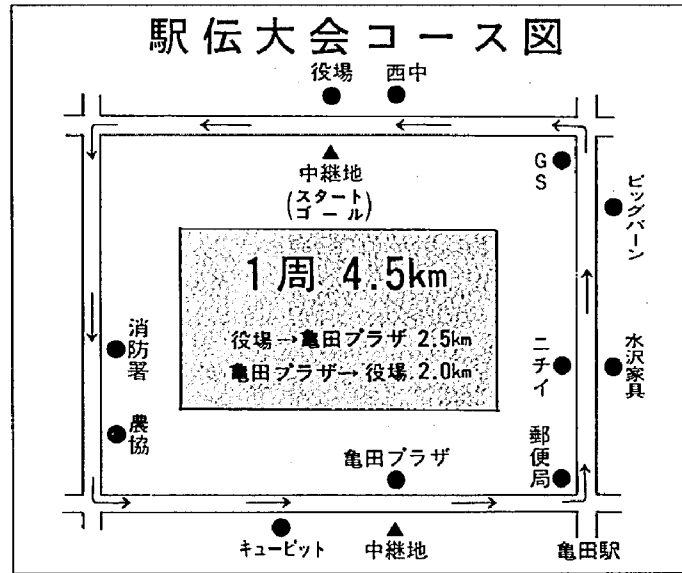 駅伝大会コース図
役場
西中
中継地
(スタート
ゴール)
GS
ビッグバーン
1周 4.5km
役場→亀田プラザ 2.5km
亀田プラザ→役場 2.0km
消防署
ニチイ
水沢家具
農協
亀田プラザ
郵便局
キューピット
中継地
亀田駅